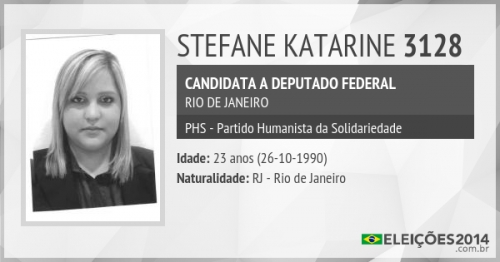 STEFANE KATARINE 3128
CANDIDATA A DEPUTADO FEDERAL
RIO DE JANEIRO
PHS - Partido Humanista da Solidariedade
Idade: 23 anos (26-10-1990)
Naturalidade: RJ - Rio de Janeiro
ELEIÇÕES2014
.com.br